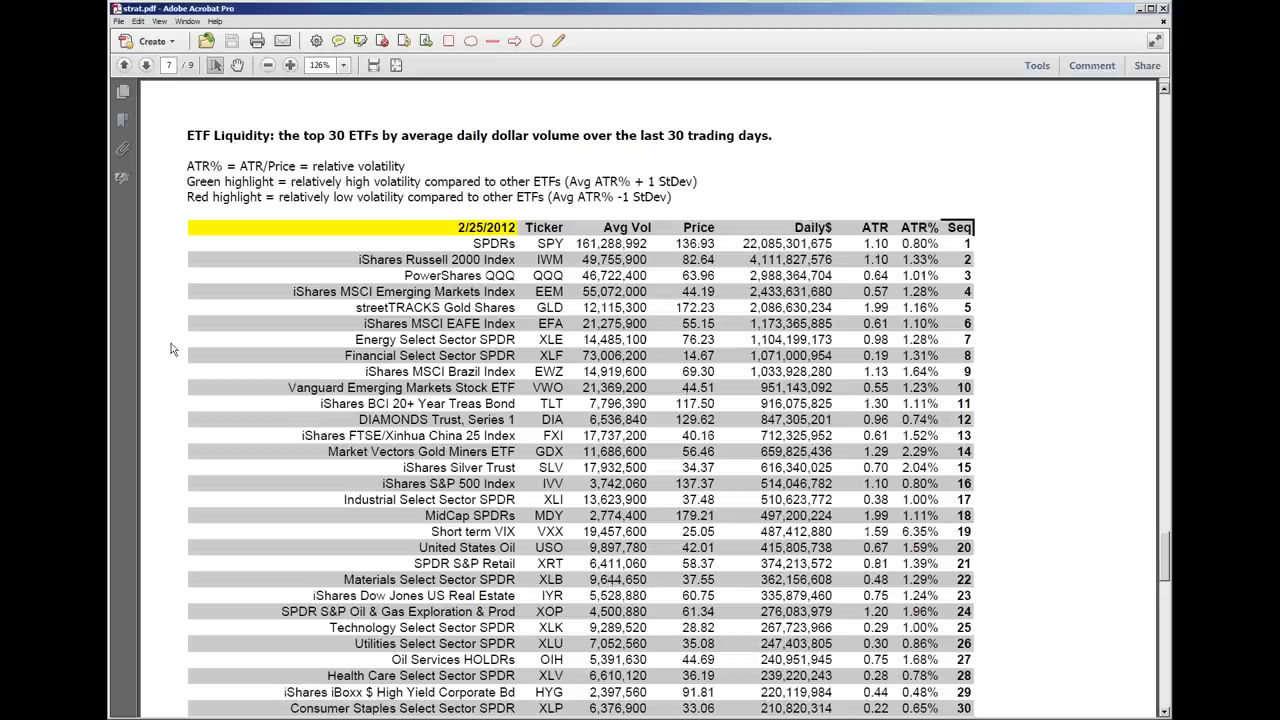 strat.pdf - Adobe Acrobat Pro
File Edit View Window Help
Create
7 / 9 126% Tools Comment Share
ETF Liquidity: the top 30 ETFs by average daily dollar volume over the last 30 trading days.
ATR% = ATR/Price = relative volatility
Green highlight = relatively high volatility compared to other ETFs (Avg ATR% + 1 StDev)
Red highlight = relatively low volatility compared to other ETFs (Avg ATR% -1 StDev)
2/25/2012 Ticker Avg Vol Price Daily$ ATR ATR% Seq
SPDRs SPY 161,288,992 136.93 22,085,301,675 1.10 0.80% 1
iShares Russell 2000 Index IWM 49,755,900 82.64 4,111,827,576 1.10 1.33% 2
PowerShares QQQ QQQ 46,722,400 63.96 2,988,364,704 0.64 1.01% 3
iShares MSCI Emerging Markets Index EEM 55,072,000 44.19 2,433,631,680 0.57 1.28% 4
streetTRACKS Gold Shares GLD 12,115,300 172.23 2,086,630,234 1.99 1.16% 5
iShares MSCI EAFE Index EFA 21,275,900 55.15 1,173,365,885 0.61 1.10% 6
Energy Select Sector SPDR XLE 14,485,100 76.23 1,104,199,173 0.98 1.28% 7
Financial Select Sector SPDR XLF 73,006,200 14.67 1,071,000,954 0.19 1.31% 8
iShares MSCI Brazil Index EWZ 14,919,600 69.30 1,033,928,280 1.13 1.64% 9
Vanguard Emerging Markets Stock ETF VWO 21,369,200 44.51 951,143,092 0.55 1.23% 10
iShares BCI 20+ Year Treas Bond TLT 7,796,390 117.50 916,075,825 1.30 1.11% 11
DIAMONDS Trust, Series 1 DIA 6,536,840 129.62 847,305,201 0.96 0.74% 12
iShares FTSE/Xinhua China 25 Index FXI 17,737,200 40.16 712,325,952 0.61 1.52% 13
Market Vectors Gold Miners ETF GDX 11,686,600 56.46 659,825,436 1.29 2.29% 14
iShares Silver Trust SLV 17,932,500 34.37 616,340,025 0.70 2.04% 15
iShares S&P 500 Index IVV 3,742,060 137.37 514,046,782 1.10 0.80% 16
Industrial Select Sector SPDR XLI 13,623,900 37.48 510,623,772 0.38 1.00% 17
MidCap SPDRs MDY 2,774,400 179.21 497,200,224 1.99 1.11% 18
Short term VIX VXX 19,457,600 25.05 487,412,880 1.59 6.35% 19
United States Oil USO 9,897,780 42.01 415,805,738 0.67 1.59% 20
SPDR S&P Retail XRT 6,411,060 58.37 374,213,572 0.81 1.39% 21
Materials Select Sector SPDR XLB 9,644,650 37.55 362,156,608 0.48 1.29% 22
iShares Dow Jones US Real Estate IYR 5,528,880 60.75 335,879,460 0.75 1.24% 23
SPDR S&P Oil & Gas Exploration & Prod XOP 4,500,880 61.34 276,083,979 1.20 1.96% 24
Technology Select Sector SPDR XLK 9,289,520 28.82 267,723,966 0.29 1.00% 25
Utilities Select Sector SPDR XLU 7,052,560 35.08 247,403,805 0.30 0.86% 26
Oil Services HOLDRs OIH 5,391,630 44.69 240,951,945 0.75 1.68% 27
Health Care Select Sector SPDR XLV 6,610,120 36.19 239,220,243 0.28 0.78% 28
iShares iBoxx $ High Yield Corporate Bd HYG 2,397,560 91.81 220,119,984 0.44 0.48% 29
Consumer Staples Select Sector SPDR XLP 6,376,900 33.06 210,820,314 0.22 0.65% 30